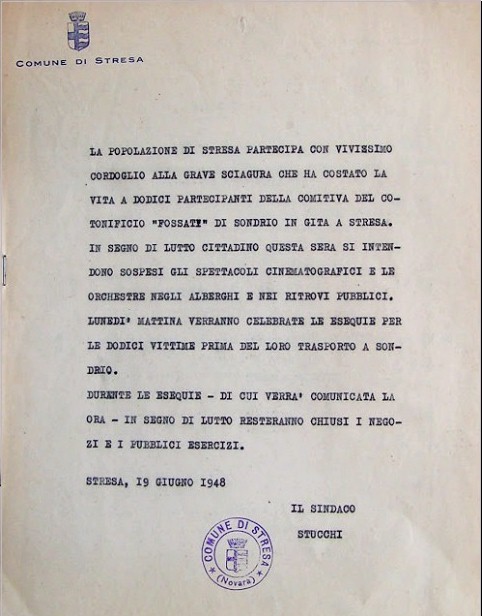 COMUNE DI STRESA
LA POPOLAZIONE DI STRESA PARTECIPA CON VIVISSIMO
CORDOGLIO ALLA GRAVE SCIAGURA CHE HA COSTATO LA
VITA A DODICI PARTECIPANTI DELLA COMITIVA DEL CO-
TONIFICIO "FOSSATI" DI SONDRIO IN GITA A STRESA.
IN SEGNO DI LUTTO CITTADINO QUESTA SERA SI INTEN-
DONO SOSPESI GLI SPETTACOLI CINEMATOGRAFICI E LE
ORCHESTRE NEGLI ALBERGHI E NEI RITROVI PUBBLICI.
LUNEDI' MATTINA VERRANNO CELEBRATE LE ESEQUIE PER
LE DODICI VITTIME PRIMA DEL LORO TRASPORTO A SON-
DRIO.
DURANTE LE ESEQUIE - DI CUI VERRA' COMUNICATA LA
ORA - IN SEGNO DI LUTTO RESTERANNO CHIUSI I NEGO-
ZI E I PUBBLICI ESERCIZI.
STRESA, 19 GIUGNO 1948
IL SINDACO
STUCCHI
COMUNE DI STRESA
(Novara)